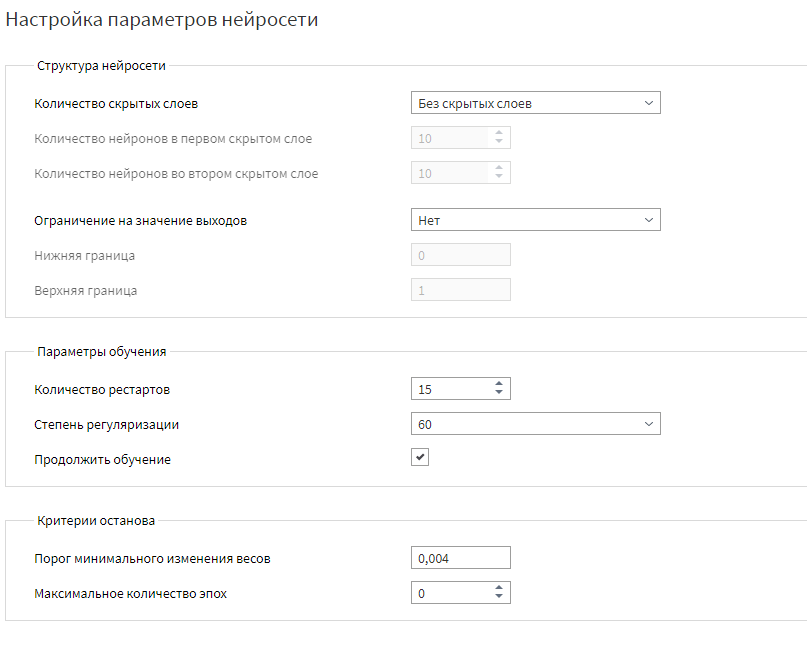 Настройка параметров нейросети
Структура нейросети
Количество скрытых слоев Без скрытых слоев
Количество нейронов в первом скрытом слое 10
Количество нейронов во втором скрытом слое 10
Ограничение на значение выходов Нет
Нижняя граница 0
Верхняя граница 1
Параметры обучения
Количество рестартов 15
Степень регуляризации 60
Продолжить обучение
Критерии останова
Порог минимального изменения весов 0,004
Максимальное количество эпох 0